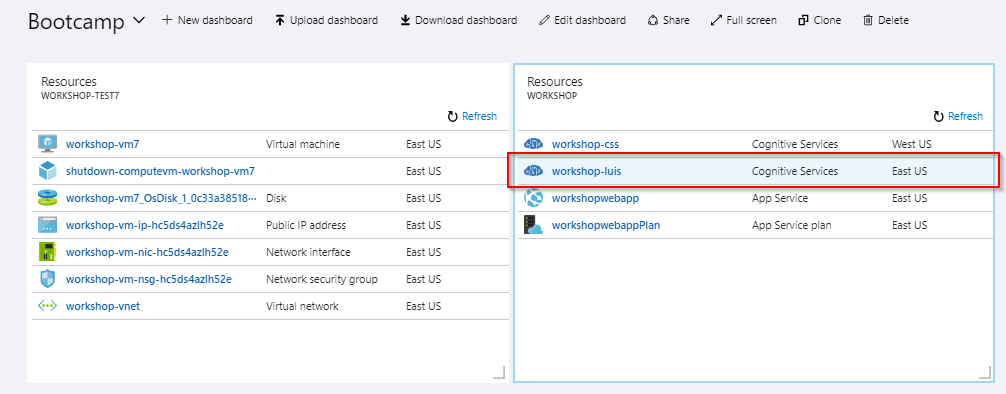 Bootcamp New dashboard Upload dashboard Download dashboard Edit dashboard Share Full screen Clone Delete
Resources
WORKSHOP-TEST7
Refresh
workshop-vm7 Virtual machine East US
shutdown-computevm-workshop-vm7 East US
workshop-vm7_OsDisk_1_0c33a38518··· Disk East US
workshop-vm-ip-hc5ds4azlh52e Public IP address East US
workshop-vm-nic-hc5ds4azlh52e Network interface East US
workshop-vm-nsg-hc5ds4azlh52e Network security group East US
workshop-vnet Virtual network East US
Resources
WORKSHOP
Refresh
workshop-css Cognitive Services West US
workshop-luis Cognitive Services East US
workshopwebapp App Service East US
workshopwebappPlan App Service plan East US